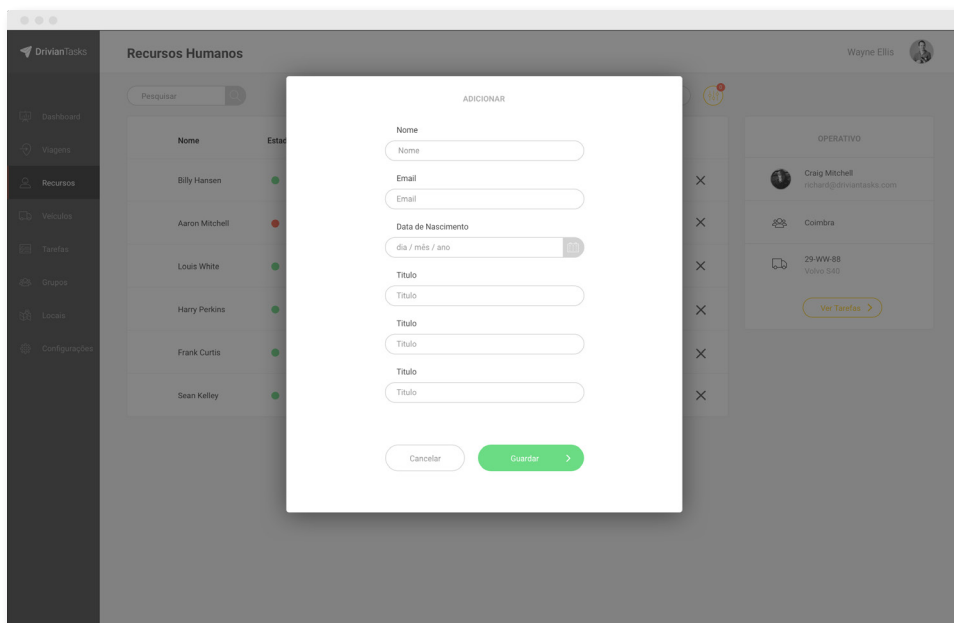 DrivianTasks
Recursos Humanos
Wayne Ellis
Pesquisar
Dashboard
Viagens
Recursos
Veículos
Tarefas
Grupos
Locais
Configurações
Nome
Estad
Billy Hansen
Aaron Mitchell
Louis White
Harry Perkins
Frank Curtis
Sean Kelley
ADICIONAR
Nome
Nome
Email
Email
Data de Nascimento
dia / mês / ano
Titulo
Titulo
Titulo
Titulo
Titulo
Titulo
Cancelar
Guardar
OPERATIVO
Craig Mitchell
richard@driviantasks.com
Coimbra
29-WW-88
Volvo S40
Ver Tarefas